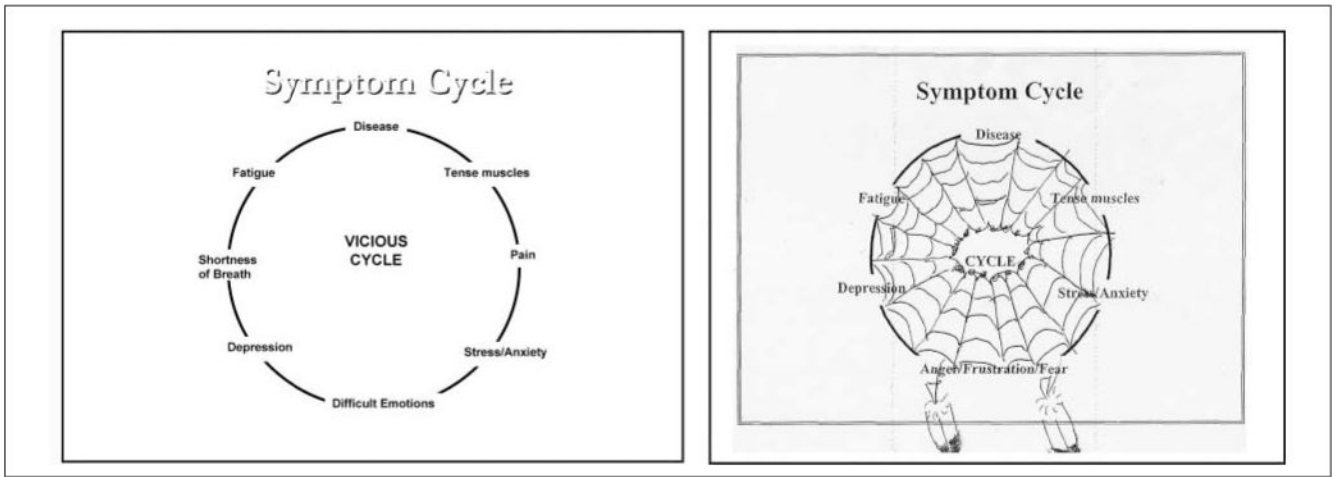 Symptom Cycle
Disease
Fatigue
Tense muscles
VICIOUS
CYCLE
Shortness
of Breath
Pain
Depression
Stress/Anxiety
Difficult Emotions
Symptom Cycle
Disease
Fatigue
Tense muscles
CYCLE
Depression
Stress/Anxiety
Anger/Frustration/Fear